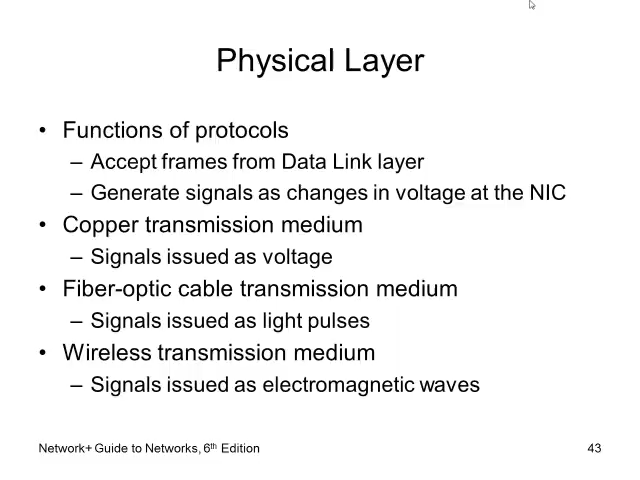 Physical Layer
• Functions of protocols
– Accept frames from Data Link layer
– Generate signals as changes in voltage at the NIC
• Copper transmission medium
– Signals issued as voltage
• Fiber-optic cable transmission medium
– Signals issued as light pulses
• Wireless transmission medium
– Signals issued as electromagnetic waves
Network+ Guide to Networks, 6th Edition 43